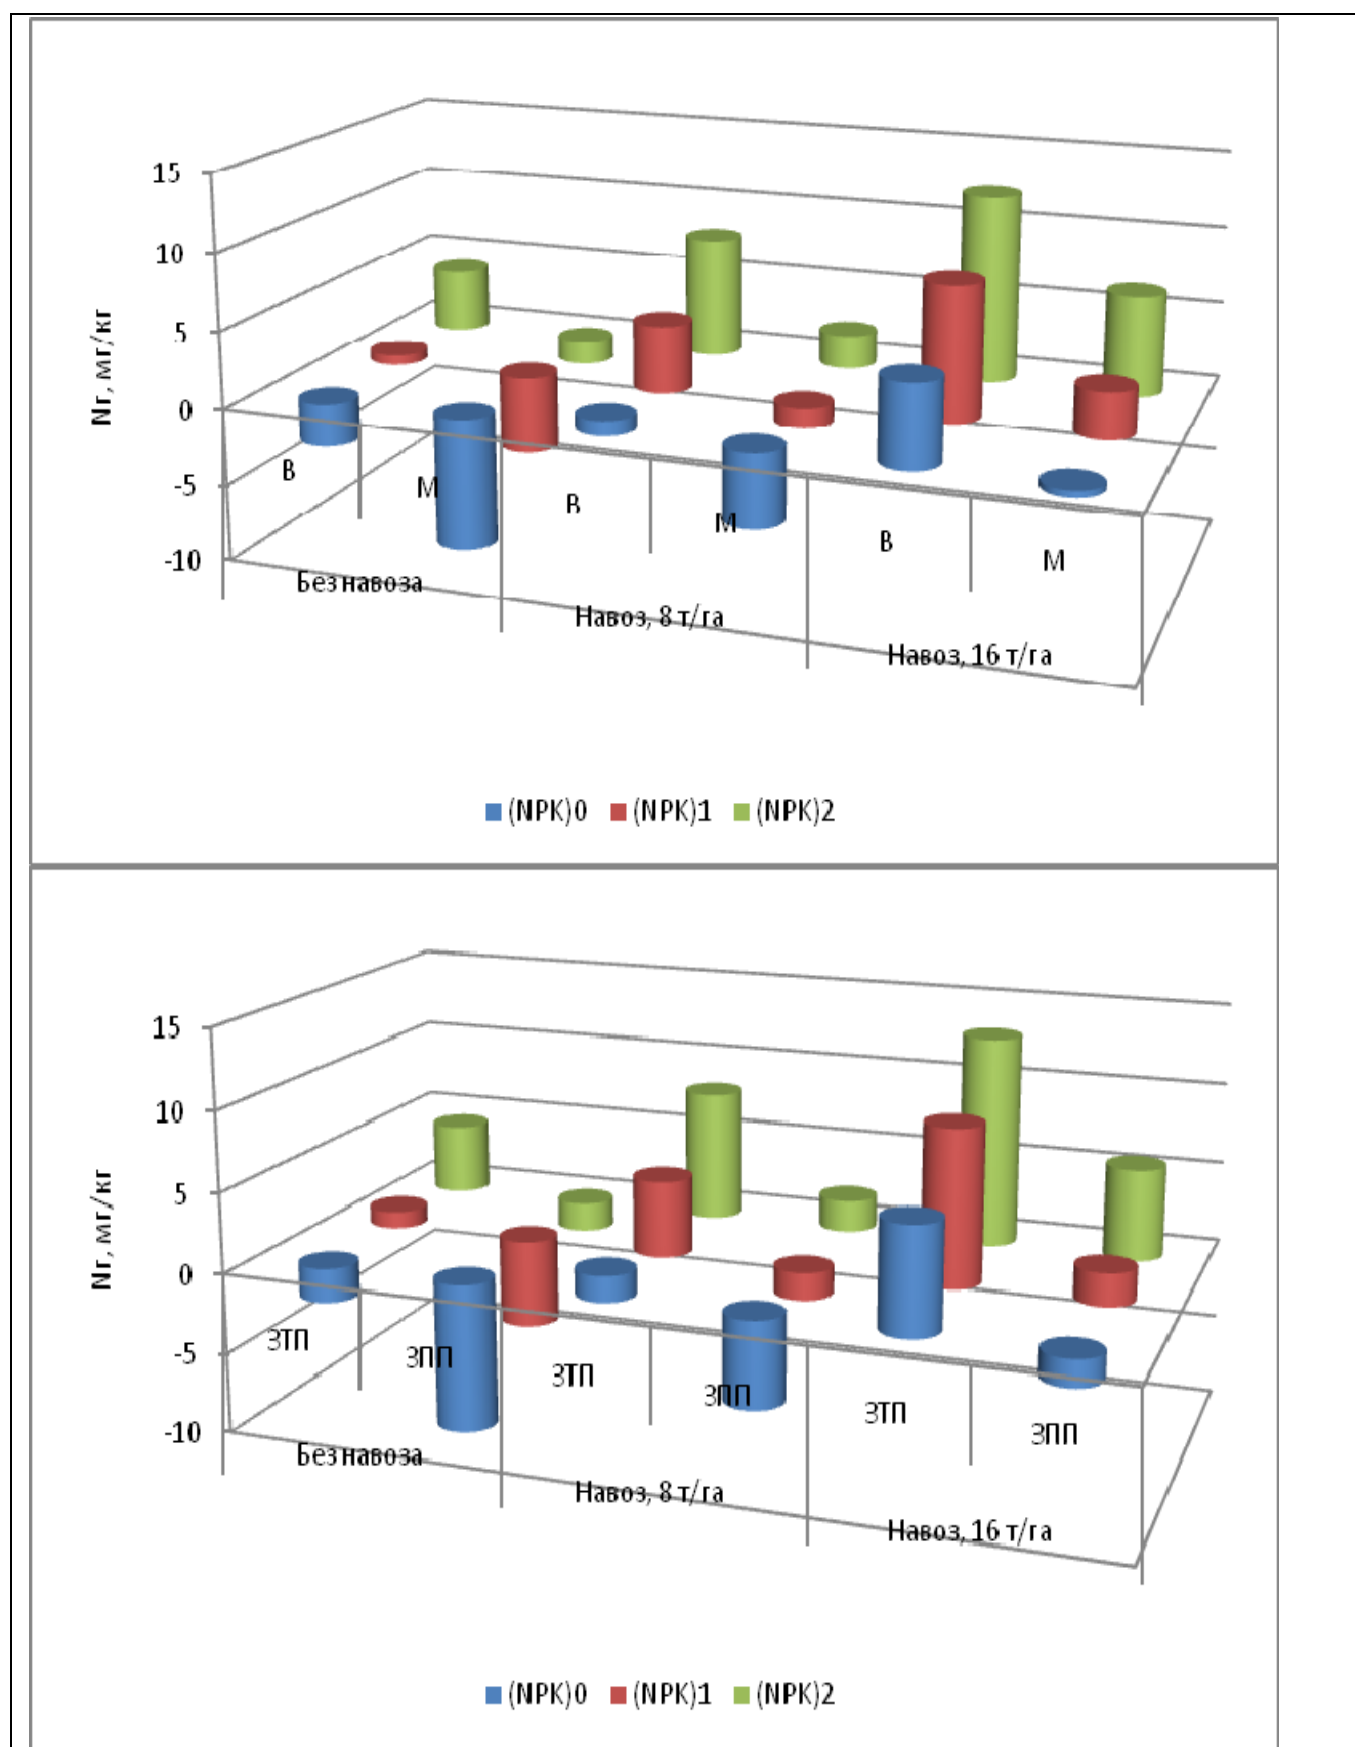 15
10
5
0
-5
-10
Nг, мг/кг
В
М
В
М
В
М
Без навоза
Навоз, 8 т/га
Навоз, 16 т/га
(NPK)0 (NPK)1 (NPK)2
15
10
5
0
-5
-10
Nг, мг/кг
ЗТП
ЗПП
ЗТП
ЗПП
ЗТП
ЗПП
Без навоза
Навоз, 8 т/га
Навоз, 16 т/га
(NPK)0 (NPK)1 (NPK)2